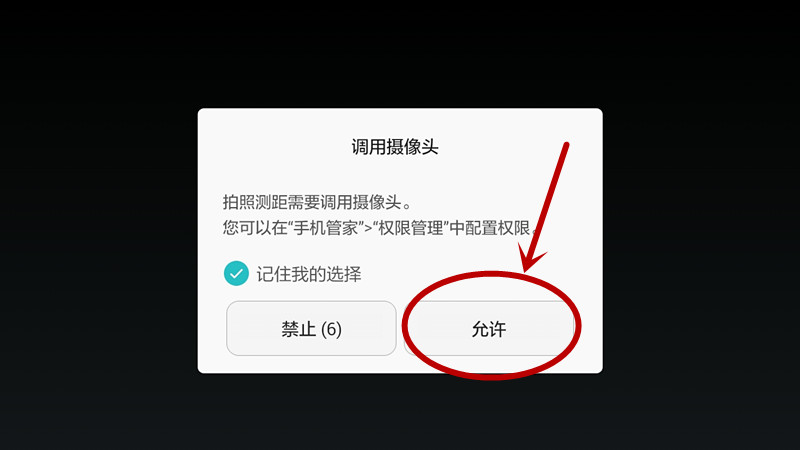 调用摄像头
拍照测距需要调用摄像头。
您可以在“手机管家”>“权限管理”中配置权限。
记住我的选择
禁止 (6)
允许